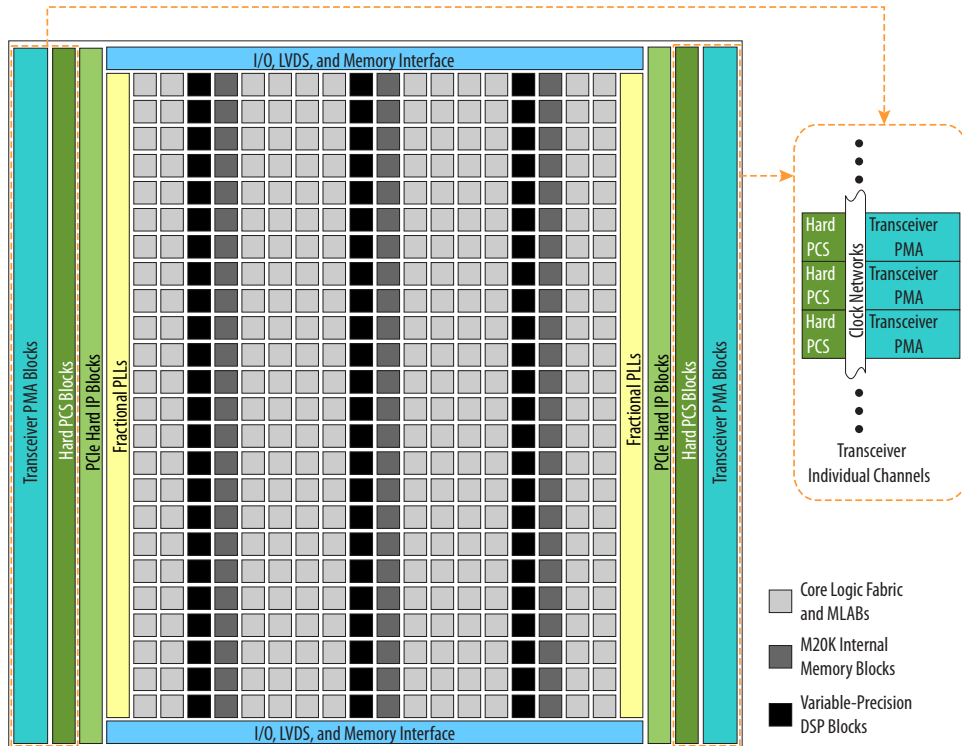 I/O, LVDS, and Memory Interface
Transceiver PMA Blocks
Hard PCS Blocks
PCIe Hard IP Blocks
Fractional PLLs
Fractional PLLs
PCIe Hard IP Blocks
Hard PCS Blocks
Transceiver PMA Blocks
I/O, LVDS, and Memory Interface
Hard
PCS
Transceiver
PMA
Hard
PCS
Transceiver
PMA
Hard
PCS
Transceiver
PMA
Clock Networks
Transceiver
Individual Channels
Core Logic Fabric
and MLABs
M20K Internal
Memory Blocks
Variable-Precision
DSP Blocks